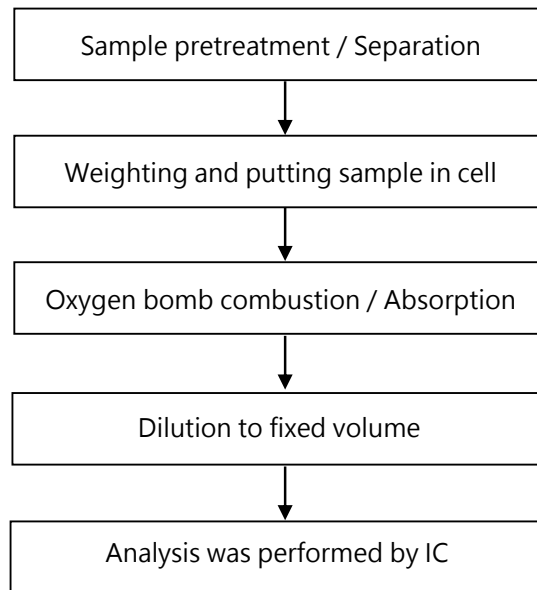 Sample pretreatment / Separation
Weighting and putting sample in cell
Oxygen bomb combustion / Absorption
Dilution to fixed volume
Analysis was performed by IC